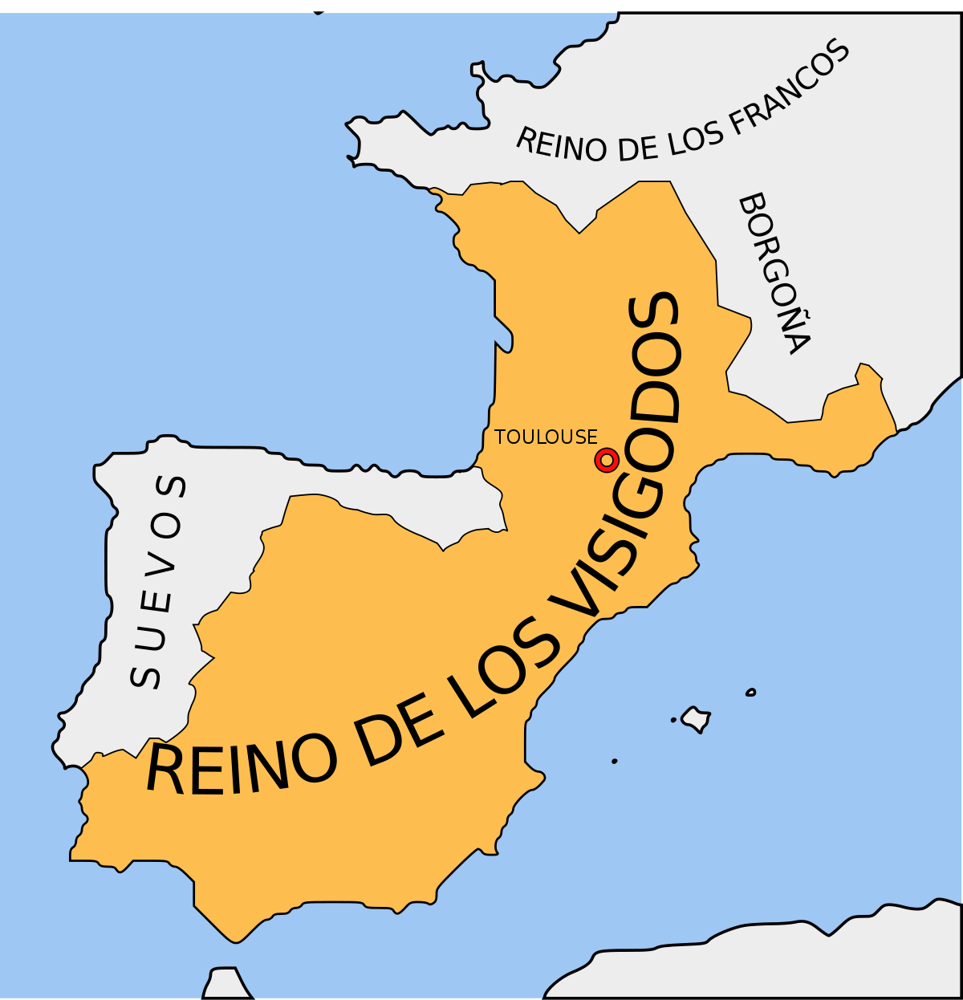 REINO DE LOS FRANCOS
BORGOÑA
TOULOUSE
SUEVOS
REINO DE LOS VISIGODOS